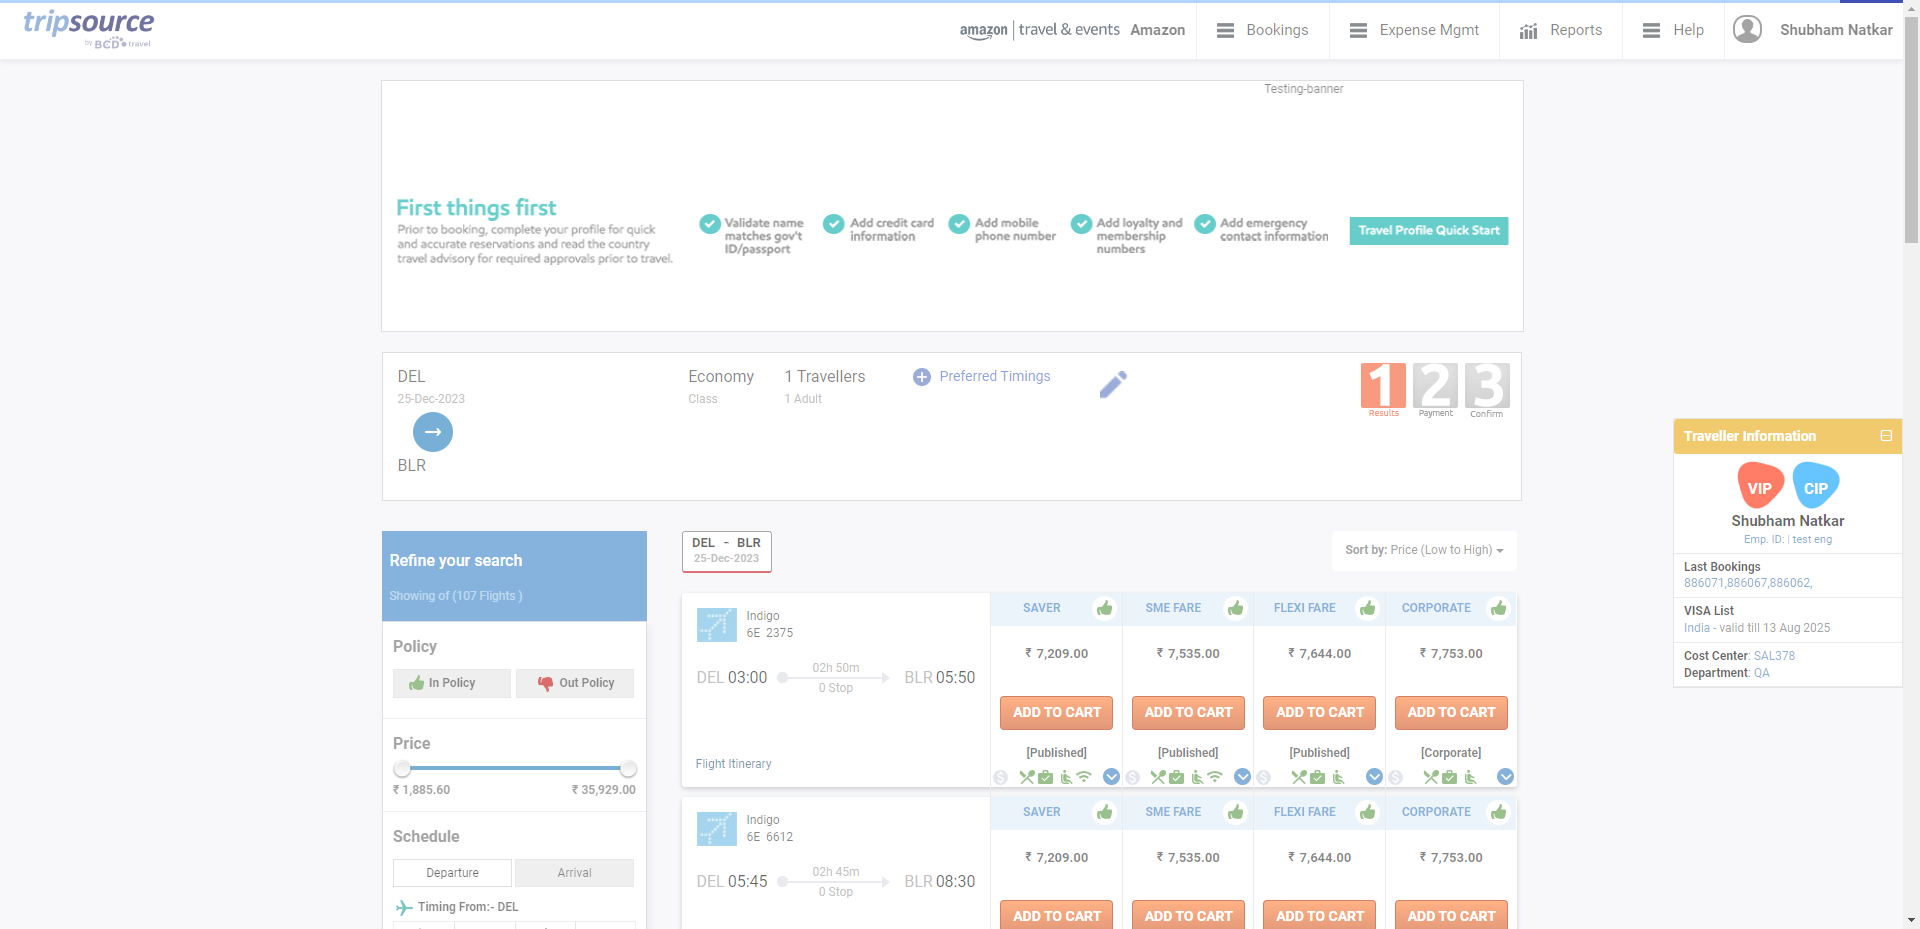 tripsource
by BCD travel
amazon | travel & events Amazon
Bookings
Expense Mgmt
Reports
Help
Shubham Natkar
Testing-banner
First things first
Prior to booking, complete your profile for quick
and accurate reservations and read the country
travel advisory for required approvals prior to travel.
Validate name
matches gov't
ID/passport
Add credit card
information
Add mobile
phone number
Add loyalty and
membership
numbers
Add emergency
contact information
Travel Profile Quick Start
DEL
25-Dec-2023
BLR
Economy
Class
1 Travellers
1 Adult
Preferred Timings
1
Results
2
Payment
3
Confirm
Traveller Information
VIP
CIP
Shubham Natkar
Emp. ID: | test eng
Last Bookings
886071,886067,886062,
VISA List
India - valid till 13 Aug 2025
Cost Center: SAL378
Department: QA
Refine your search
Showing of (107 Flights )
Policy
In Policy
Out Policy
Price
₹ 1,885.60
₹ 35,929.00
Schedule
Departure
Arrival
Timing From:- DEL
DEL - BLR
25-Dec-2023
Sort by: Price (Low to High)
Indigo
6E 2375
DEL 03:00
02h 50m
0 Stop
BLR 05:50
Flight Itinerary
SAVER
₹ 7,209.00
ADD TO CART
[Published]
SME FARE
₹ 7,535.00
ADD TO CART
[Published]
FLEXI FARE
₹ 7,644.00
ADD TO CART
[Published]
CORPORATE
₹ 7,753.00
ADD TO CART
[Corporate]
Indigo
6E 6612
DEL 05:45
02h 45m
0 Stop
BLR 08:30
SAVER
₹ 7,209.00
ADD TO CART
SME FARE
₹ 7,535.00
ADD TO CART
FLEXI FARE
₹ 7,644.00
ADD TO CART
CORPORATE
₹ 7,753.00
ADD TO CART